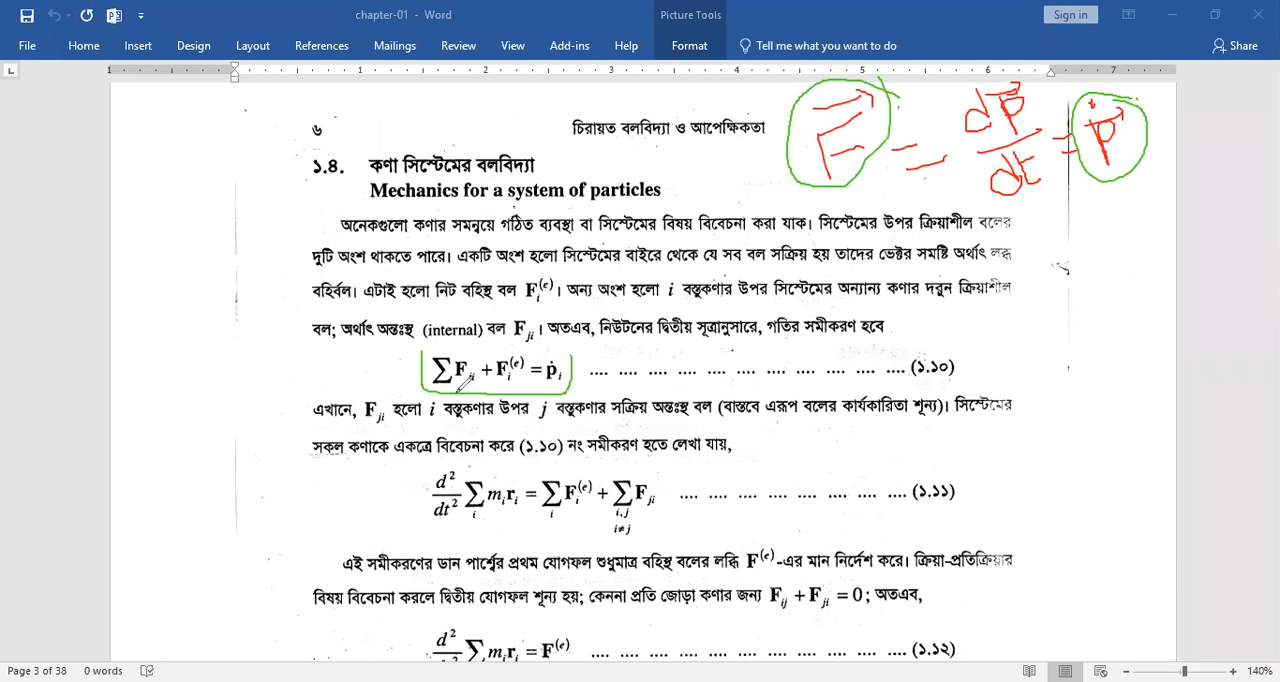 chapter-01 - Word
Picture Tools
Sign in
File Home Insert Design Layout References Mailings Review View Add-ins Help Format Tell me what you want to do Share
1 1 2 3 4 5 6 7
৬ চিরায়ত বলবিদ্যা ও আপেক্ষিকতা
F = dp/dt = ṗ
১.৪. কণা সিস্টেমের বলবিদ্যা
Mechanics for a system of particles
অনেকগুলো কণার সমন্বয়ে গঠিত ব্যবস্থা বা সিস্টেমের বিষয় বিবেচনা করা যাক। সিস্টেমের উপর ক্রিয়াশীল বলের
দুটি অংশ থাকতে পারে। একটি অংশ হলো সিস্টেমের বাইরে থেকে যে সব বল সক্রিয় হয় তাদের ভেক্টর সমষ্টি অর্থাৎ লব্ধ
বহির্বল। এটাই হলো নিট বহিস্থ বল F_i^(e)। অন্য অংশ হলো i বস্তুকণার উপর সিস্টেমের অন্যান্য কণার দরুন ক্রিয়াশীল
বল; অর্থাৎ অন্তঃস্থ (internal) বল F_ji। অতএব, নিউটনের দ্বিতীয় সূত্রানুসারে, গতির সমীকরণ হবে
∑F_ji + F_i^(e) = ṗ_i .... .... .... .... .... .... .... .... .... .... .... (১.১০)
এখানে, F_ji হলো i বস্তুকণার উপর j বস্তুকণার সক্রিয় অন্তঃস্থ বল (বাস্তবে এরূপ বলের কার্যকারিতা শূন্য)। সিস্টেমের
সকল কণাকে একত্রে বিবেচনা করে (১.১০) নং সমীকরণ হতে লেখা যায়,
d²/dt² ∑_i m_i r_i = ∑_i F_i^(e) + ∑_{i,j i≠j} F_ji .... .... .... .... .... .... .... .... (১.১১)
এই সমীকরণের ডান পার্শ্বের প্রথম যোগফল শুধুমাত্র বহিস্থ বলের লব্ধি F^(e)-এর মান নির্দেশ করে। ক্রিয়া-প্রতিক্রিয়ার
বিষয় বিবেচনা করলে দ্বিতীয় যোগফল শূন্য হয়; কেননা প্রতি জোড়া কণার জন্য F_ij + F_ji = 0; অতএব,
d²/dt² ∑ m_i r_i = F^(e) .... .... .... .... .... .... .... .... .... .... .... (১.১২)
Page 3 of 38 0 words 140%